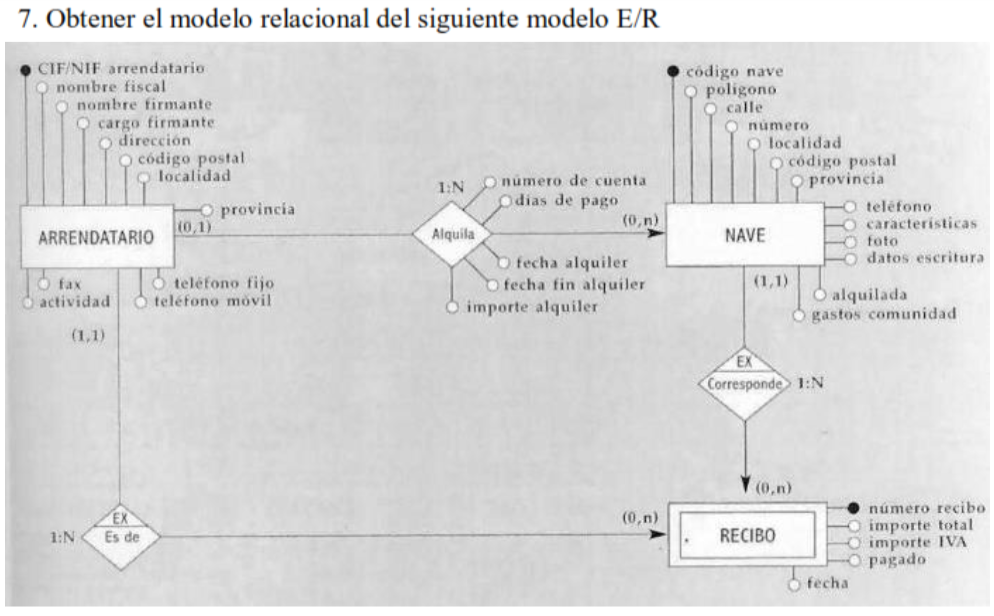 7. Obtener el modelo relacional del siguiente modelo E/R
CIF/NIF arrendatario
nombre fiscal
nombre firmante
cargo firmante
dirección
código postal
localidad
provincia
ARRENDATARIO
(0,1)
fax
actividad
teléfono fijo
teléfono móvil
(1,1)
1:N
Alquila
número de cuenta
días de pago
(0,n)
fecha alquiler
fecha fin alquiler
importe alquiler
código nave
polígono
calle
número
localidad
código postal
provincia
NAVE
teléfono
características
foto
datos escritura
(1,1)
alquilada
gastos comunidad
EX
Corresponde
1:N
(0,n)
EX
1:N
Es de
(0,n)
RECIBO
número recibo
importe total
importe IVA
pagado
fecha